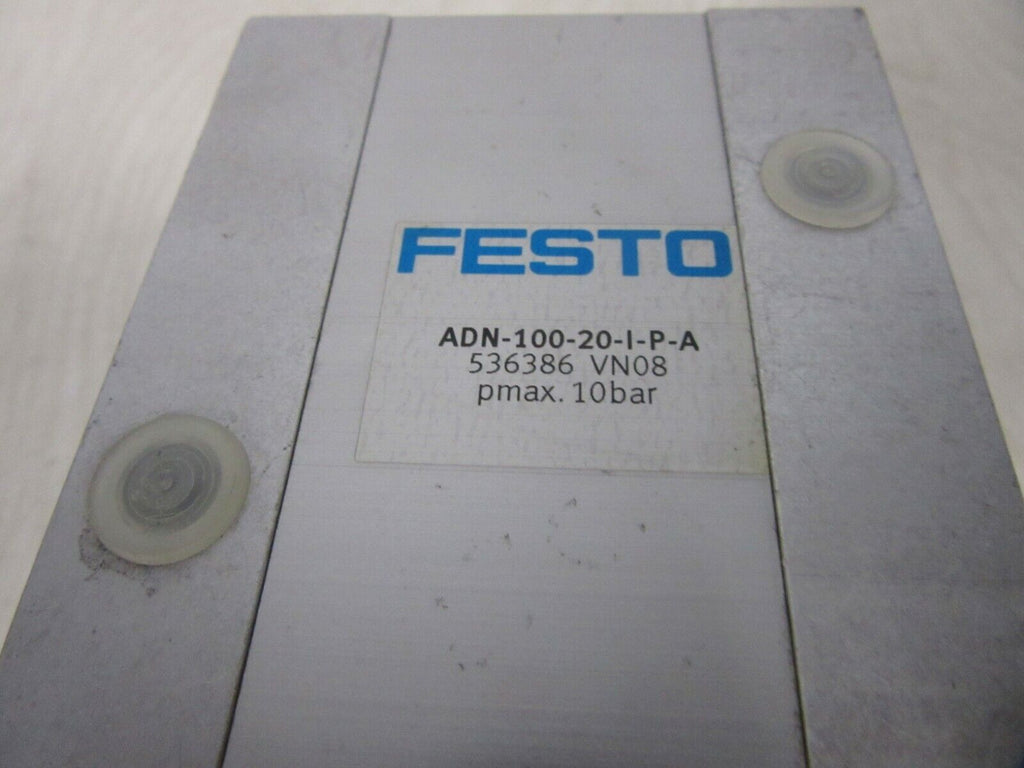 FESTO
ADN-100-20-I-P-A
536386 VN08
pmax. 10bar